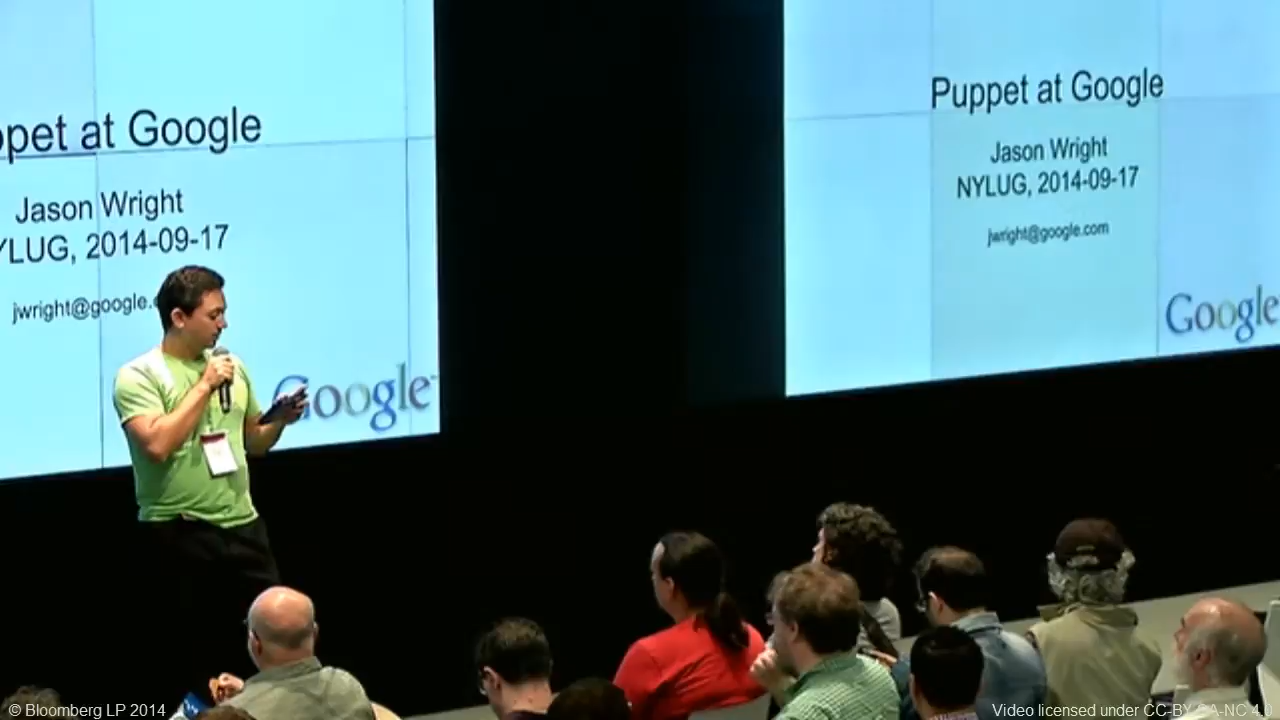 ppet at Google
Jason Wright
YLUG, 2014-09-17
jwright@google.
Google
Puppet at Google
Jason Wright
NYLUG, 2014-09-17
jwright@google.com
Google
© Bloomberg LP 2014
Video licensed under CC-BY-SA-NC 4.0